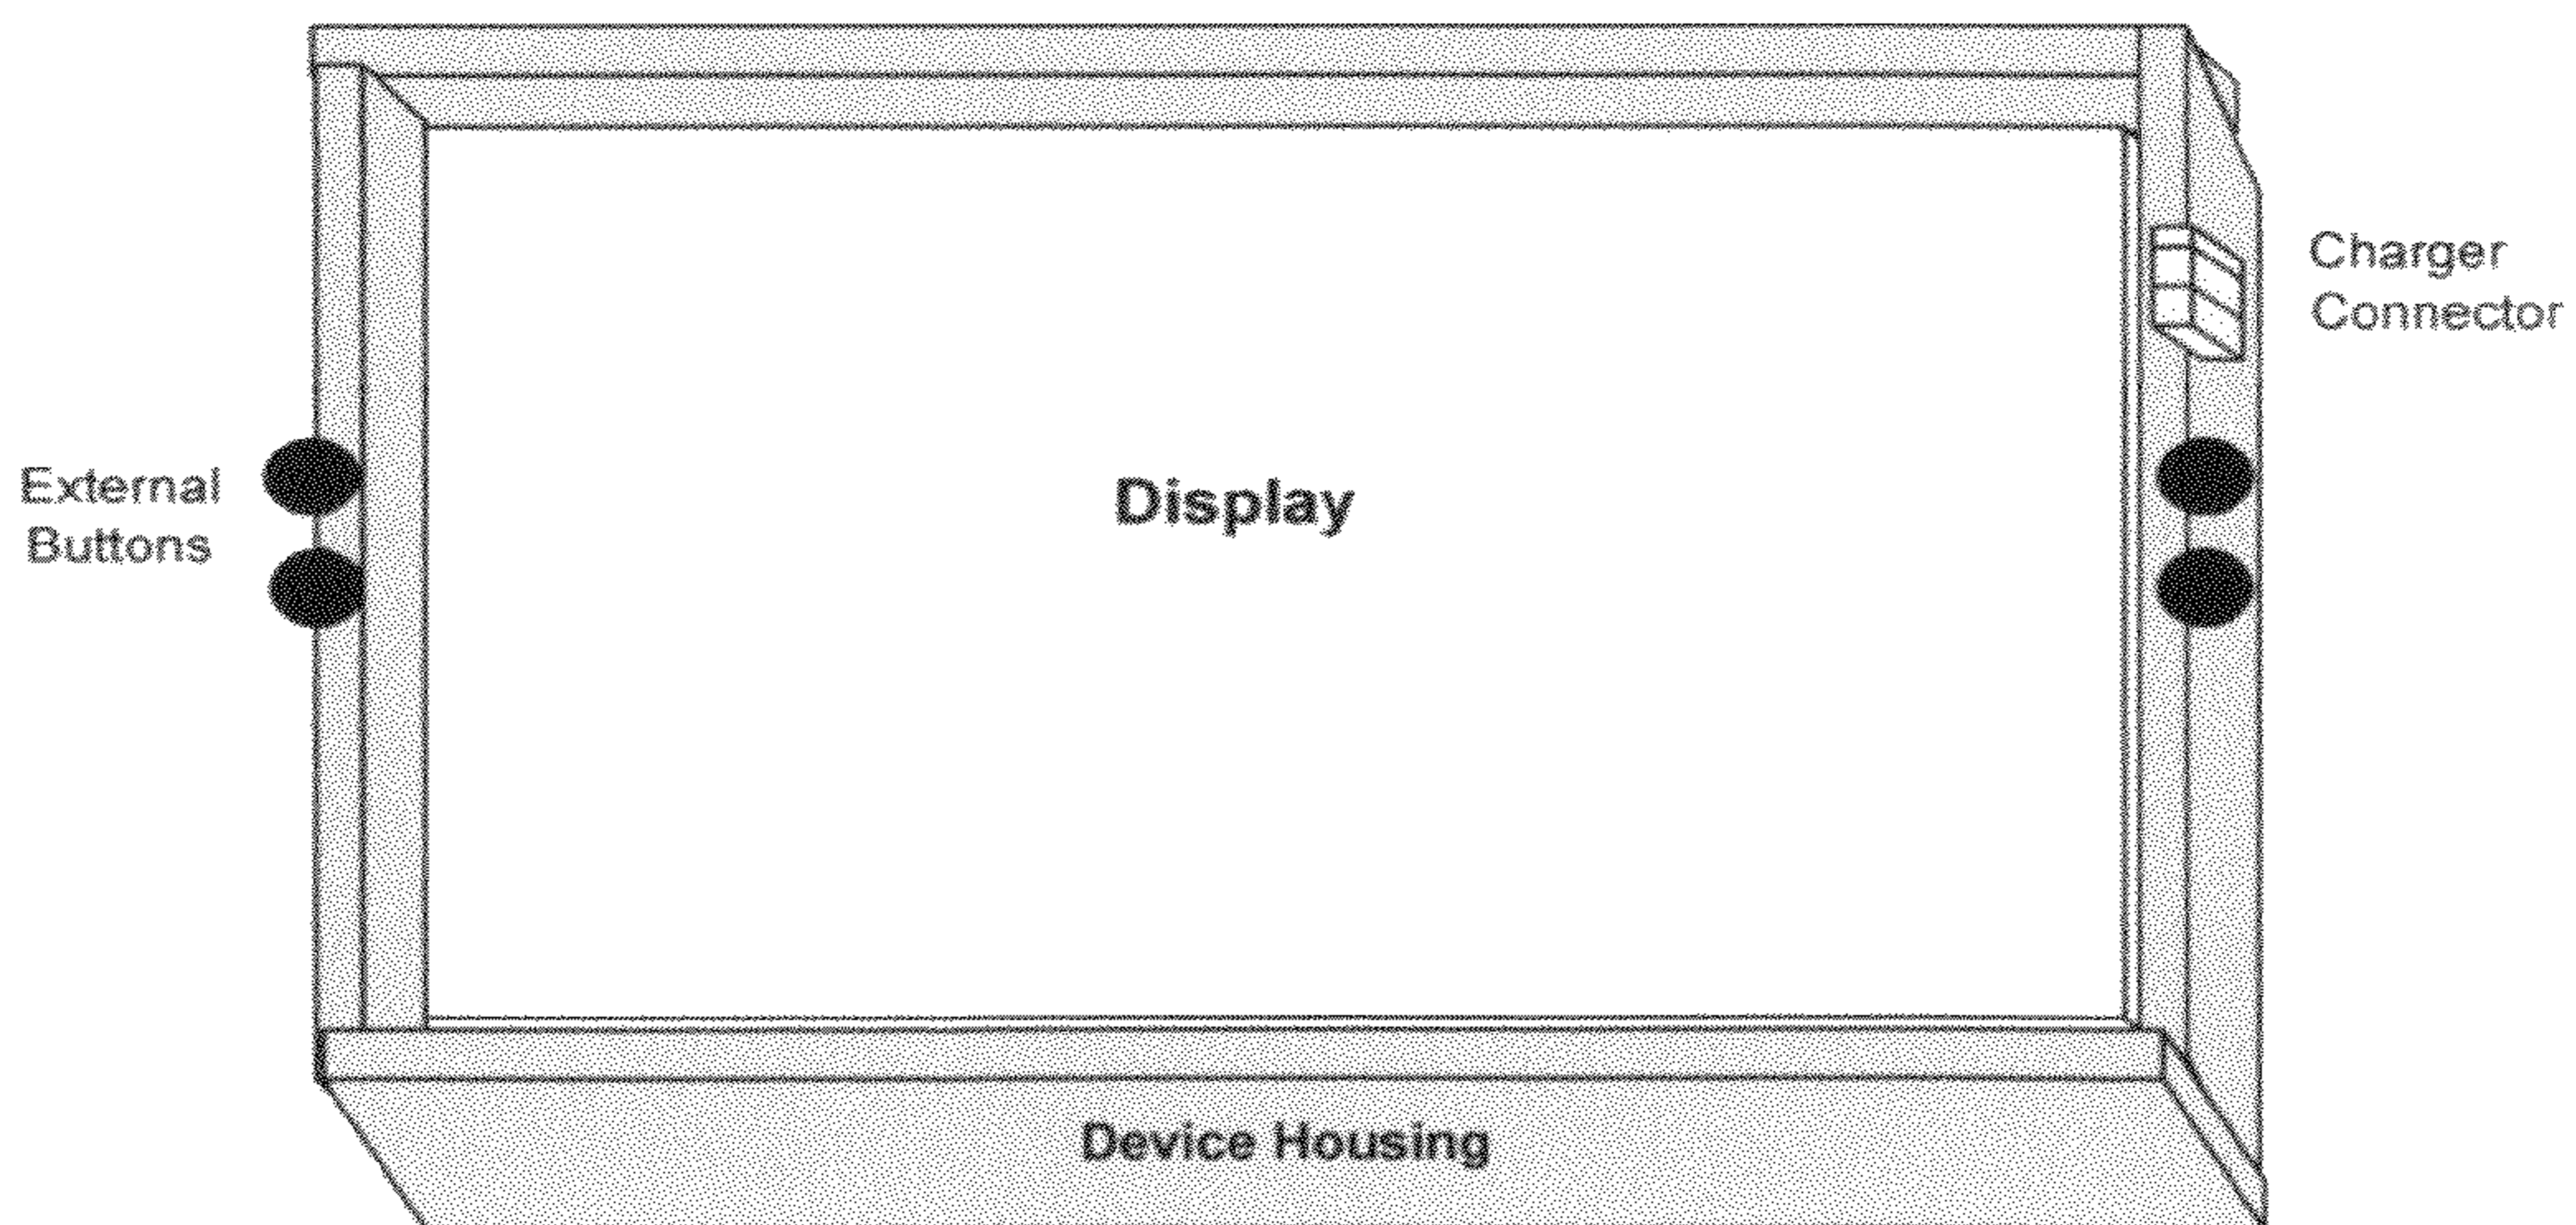 Charger
Connector
External
Buttons
Display
Device Housing